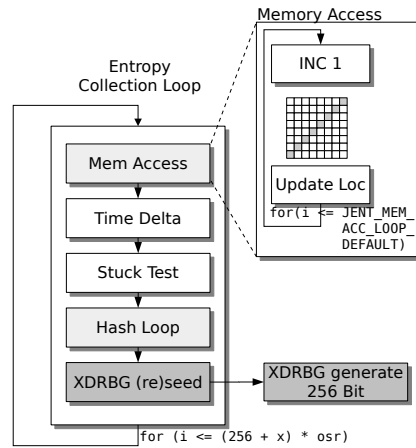 Memory Access
INC 1
Update Loc
for(i <= JENT_MEM_
ACC_LOOP_
DEFAULT)
Entropy
Collection Loop
Mem Access
Time Delta
Stuck Test
Hash Loop
XDRBG (re)seed
XDRBG generate
256 Bit
for (i <= (256 + x) * osr)